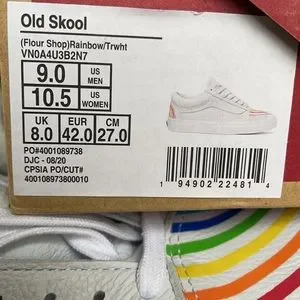 Old Skool
(Flour Shop)Rainbow/Trwht
VN0A4U3B2N7
9.0 US MEN
10.5 US WOMEN
UK EUR CM
8.0 42.0 27.0
PO#4001089738
DJC - 08/20
CPSIA PO/CUT#
400108973800010
1 94902 22481 4